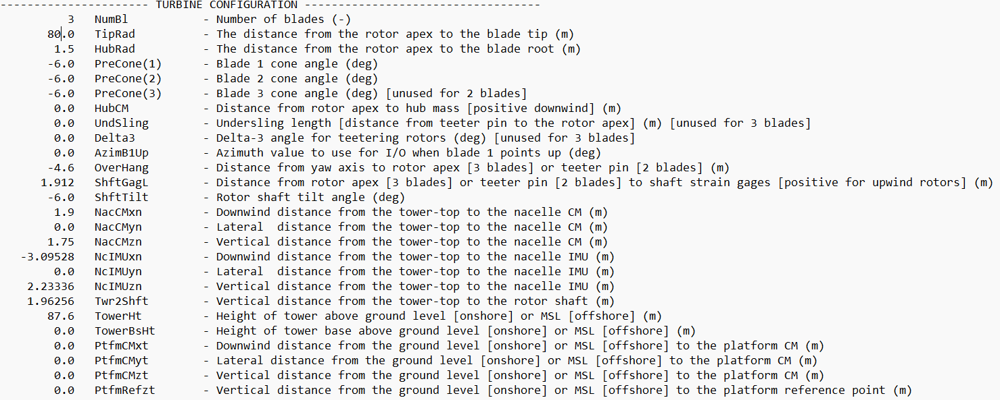 ---------------------- TURBINE CONFIGURATION -----------------------------------
3 NumBl - Number of blades (-)
80.0 TipRad - The distance from the rotor apex to the blade tip (m)
1.5 HubRad - The distance from the rotor apex to the blade root (m)
-6.0 PreCone(1) - Blade 1 cone angle (deg)
-6.0 PreCone(2) - Blade 2 cone angle (deg)
-6.0 PreCone(3) - Blade 3 cone angle (deg) [unused for 2 blades]
0.0 HubCM - Distance from rotor apex to hub mass [positive downwind] (m)
0.0 UndSling - Undersling length [distance from teeter pin to the rotor apex] (m) [unused for 3 blades]
0.0 Delta3 - Delta-3 angle for teetering rotors (deg) [unused for 3 blades]
0.0 AzimB1Up - Azimuth value to use for I/O when blade 1 points up (deg)
-4.6 OverHang - Distance from yaw axis to rotor apex [3 blades] or teeter pin [2 blades] (m)
1.912 ShftGagL - Distance from rotor apex [3 blades] or teeter pin [2 blades] to shaft strain gages [positive for upwind rotors] (m)
-6.0 ShftTilt - Rotor shaft tilt angle (deg)
1.9 NacCMxn - Downwind distance from the tower-top to the nacelle CM (m)
0.0 NacCMyn - Lateral  distance from the tower-top to the nacelle CM (m)
1.75 NacCMzn - Vertical distance from the tower-top to the nacelle CM (m)
-3.09528 NcIMUxn - Downwind distance from the tower-top to the nacelle IMU (m)
0.0 NcIMUyn - Lateral  distance from the tower-top to the nacelle IMU (m)
2.23336 NcIMUzn - Vertical distance from the tower-top to the nacelle IMU (m)
1.96256 Twr2Shft - Vertical distance from the tower-top to the rotor shaft (m)
87.6 TowerHt - Height of tower above ground level [onshore] or MSL [offshore] (m)
0.0 TowerBsHt - Height of tower base above ground level [onshore] or MSL [offshore] (m)
0.0 PtfmCMxt - Downwind distance from the ground level [onshore] or MSL [offshore] to the platform CM (m)
0.0 PtfmCMyt - Lateral distance from the ground level [onshore] or MSL [offshore] to the platform CM (m)
0.0 PtfmCMzt - Vertical distance from the ground level [onshore] or MSL [offshore] to the platform CM (m)
0.0 PtfmRefzt - Vertical distance from the ground level [onshore] or MSL [offshore] to the platform reference point (m)